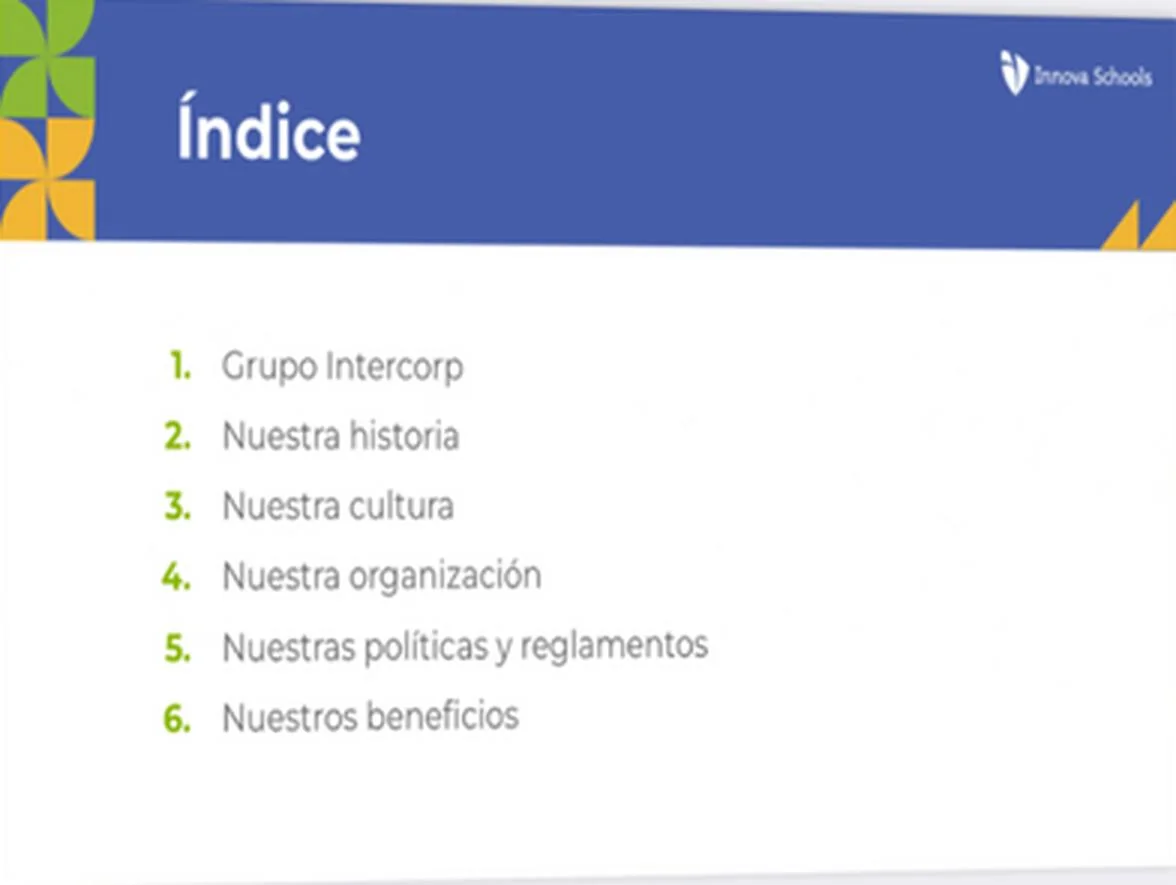 Innova Schools
Índice
1. Grupo Intercorp
2. Nuestra historia
3. Nuestra cultura
4. Nuestra organización
5. Nuestras políticas y reglamentos
6. Nuestros beneficios